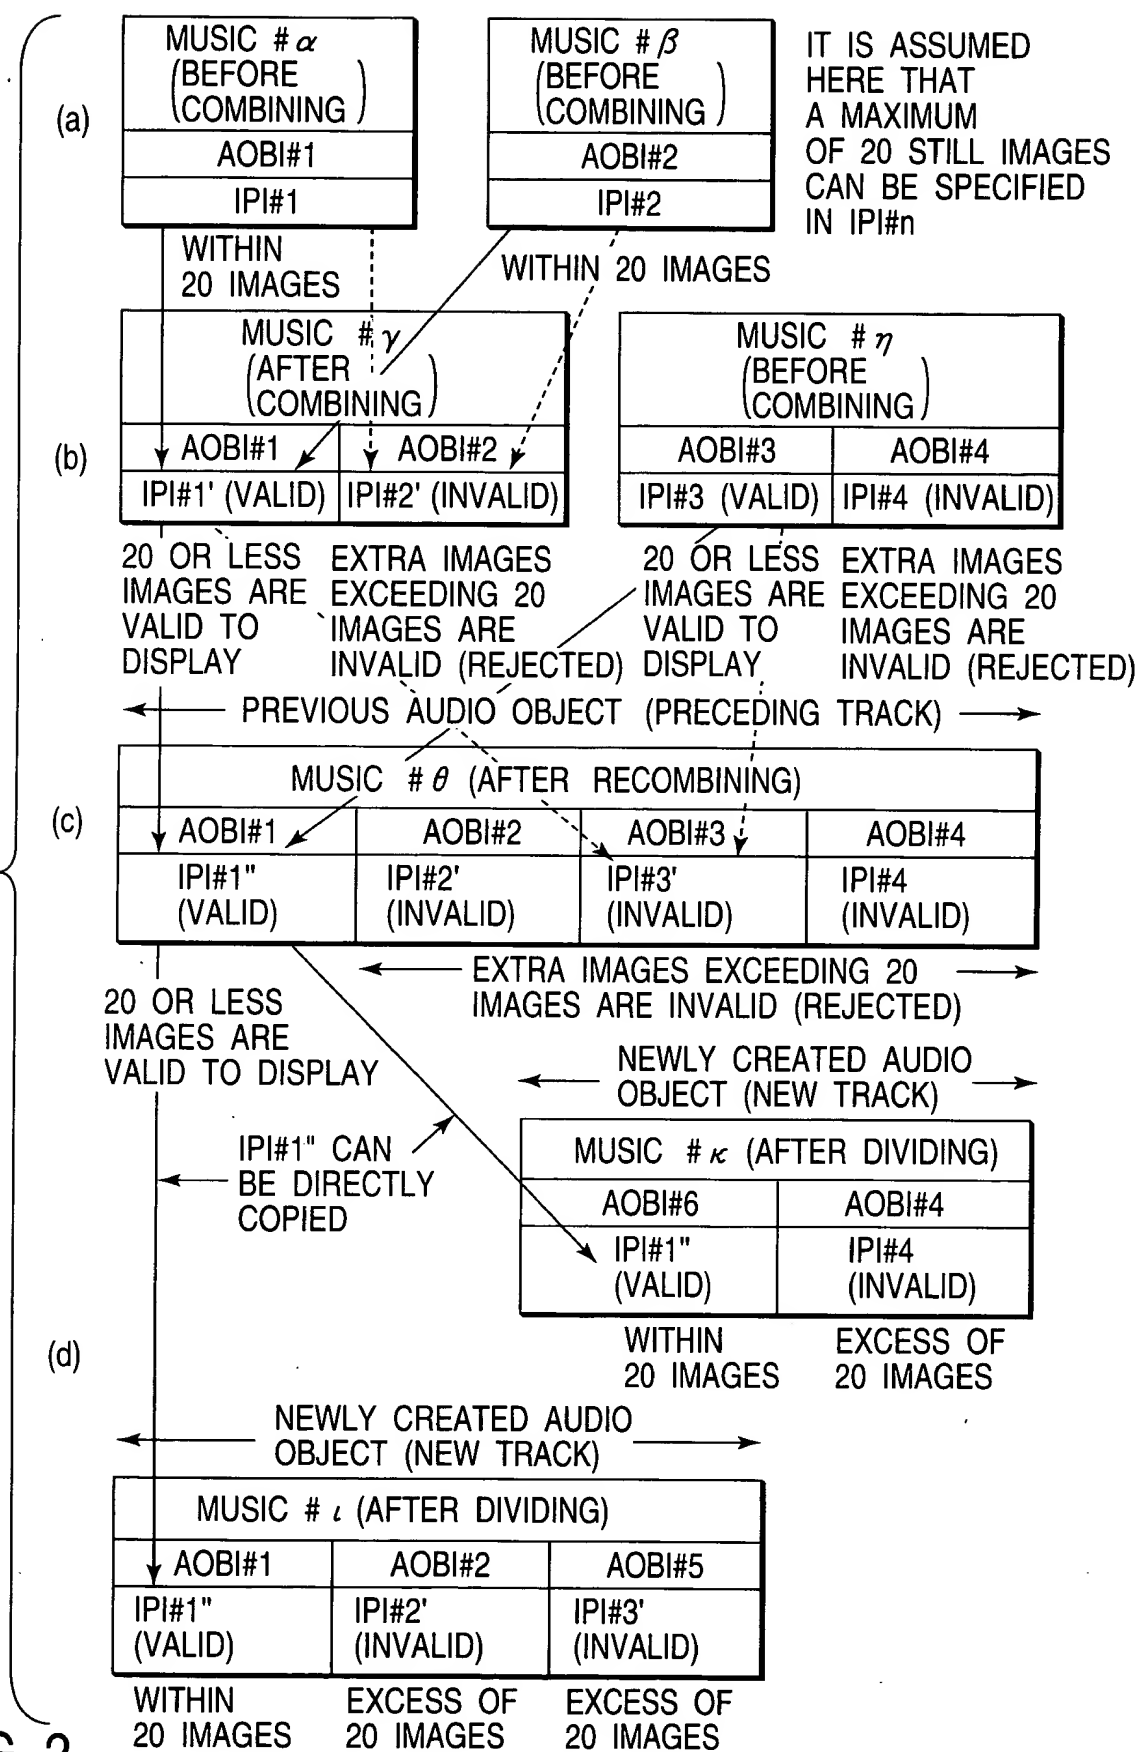 (a)
MUSIC #α
(BEFORE
COMBINING)
AOBI#1
IPI#1
MUSIC #β
(BEFORE
COMBINING)
AOBI#2
IPI#2
IT IS ASSUMED
HERE THAT
A MAXIMUM
OF 20 STILL IMAGES
CAN BE SPECIFIED
IN IPI#n
WITHIN
20 IMAGES
WITHIN 20 IMAGES
(b)
MUSIC #γ
(AFTER
COMBINING)
AOBI#1 AOBI#2
IPI#1' (VALID) IPI#2' (INVALID)
MUSIC #η
(BEFORE
COMBINING)
AOBI#3 AOBI#4
IPI#3 (VALID) IPI#4 (INVALID)
20 OR LESS
IMAGES ARE
VALID TO
DISPLAY
EXTRA IMAGES
EXCEEDING 20
IMAGES ARE
INVALID (REJECTED)
20 OR LESS
IMAGES ARE
VALID TO
DISPLAY
EXTRA IMAGES
EXCEEDING 20
IMAGES ARE
INVALID (REJECTED)
PREVIOUS AUDIO OBJECT (PRECEDING TRACK)
(c)
MUSIC #θ (AFTER RECOMBINING)
AOBI#1 AOBI#2 AOBI#3 AOBI#4
IPI#1" IPI#2' IPI#3' IPI#4
(VALID) (INVALID) (INVALID) (INVALID)
EXTRA IMAGES EXCEEDING 20
IMAGES ARE INVALID (REJECTED)
20 OR LESS
IMAGES ARE
VALID TO DISPLAY
NEWLY CREATED AUDIO
OBJECT (NEW TRACK)
IPI#1" CAN
BE DIRECTLY
COPIED
MUSIC #κ (AFTER DIVIDING)
AOBI#6 AOBI#4
IPI#1" IPI#4
(VALID) (INVALID)
WITHIN EXCESS OF
20 IMAGES 20 IMAGES
(d)
NEWLY CREATED AUDIO
OBJECT (NEW TRACK)
MUSIC #ι (AFTER DIVIDING)
AOBI#1 AOBI#2 AOBI#5
IPI#1" IPI#2' IPI#3'
(VALID) (INVALID) (INVALID)
WITHIN EXCESS OF EXCESS OF
20 IMAGES 20 IMAGES 20 IMAGES